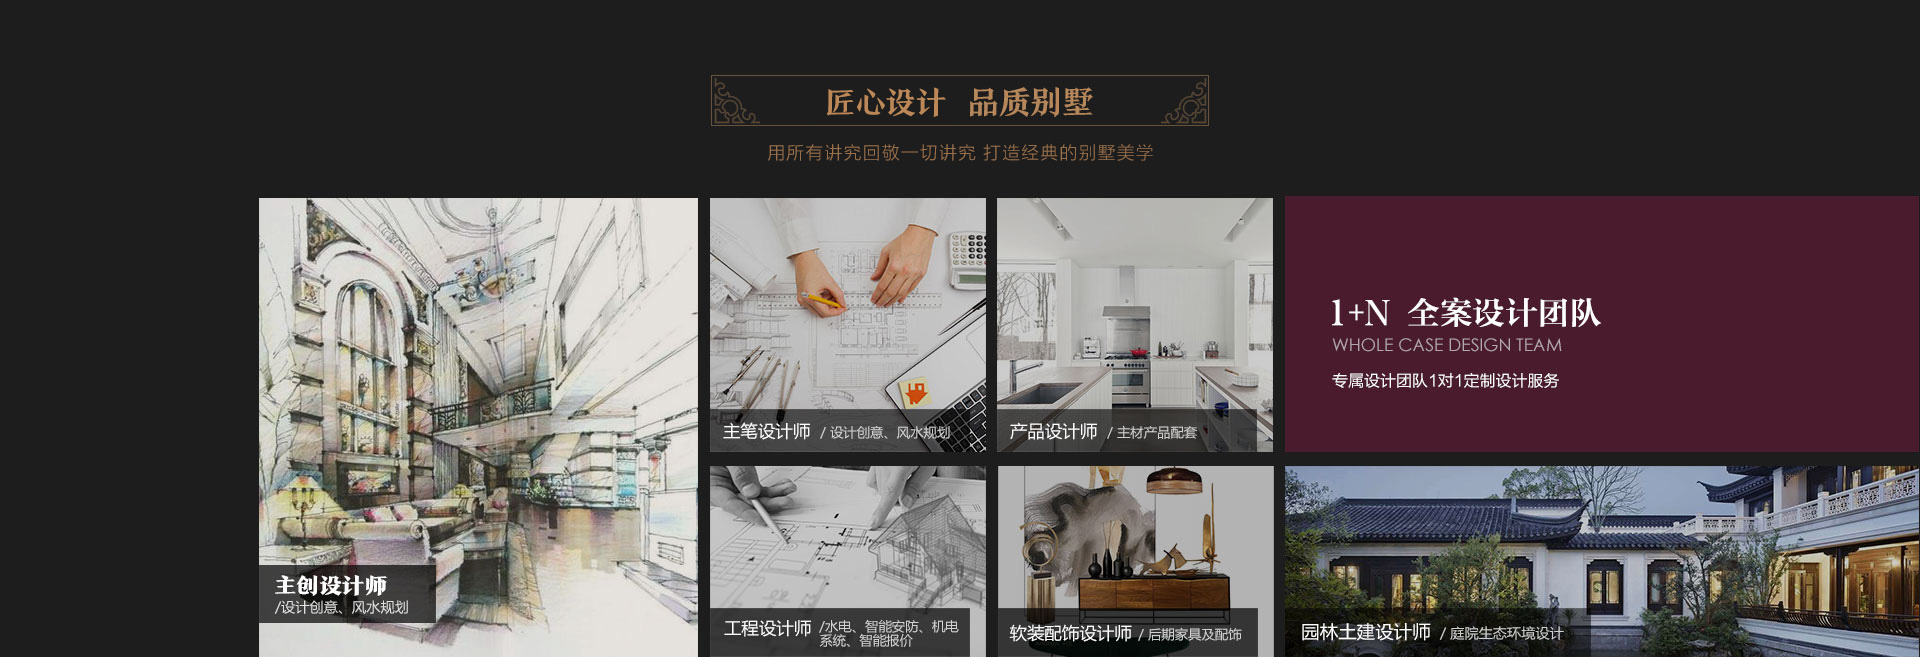 匠心设计 品质别墅
用所有讲究回敬一切讲究 打造经典的别墅美学
主创设计师
/设计创意、风水规划
主笔设计师 / 设计创意、风水规划
产品设计师 / 主材产品配套
1+N 全案设计团队
WHOLE CASE DESIGN TEAM
专属设计团队1对1定制设计服务
工程设计师 /水电、智能安防、机电
系统、智能报价
软装配饰设计师 / 后期家具及配饰
园林土建设计师 / 庭院生态环境设计